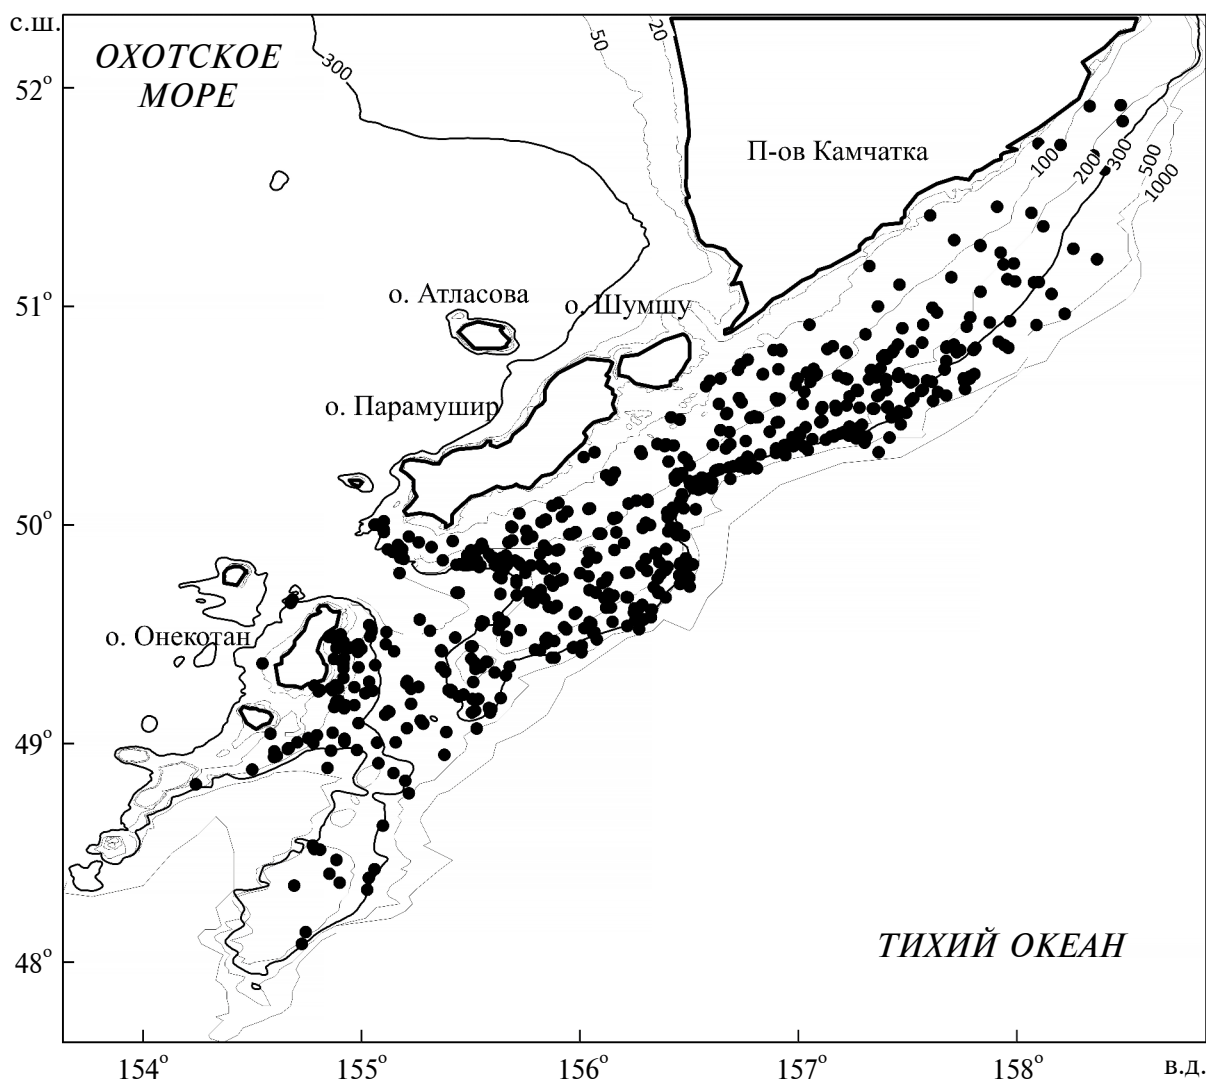 с.ш.
ОХОТСКОЕ
МОРЕ
300
50
20
52°
П-ов Камчатка
100
200
300
500
1000
51°
о. Атласова
о. Шумшу
о. Парамушир
50°
о. Онекотан
49°
ТИХИЙ ОКЕАН
48°
154°
155°
156°
157°
158°
в.д.